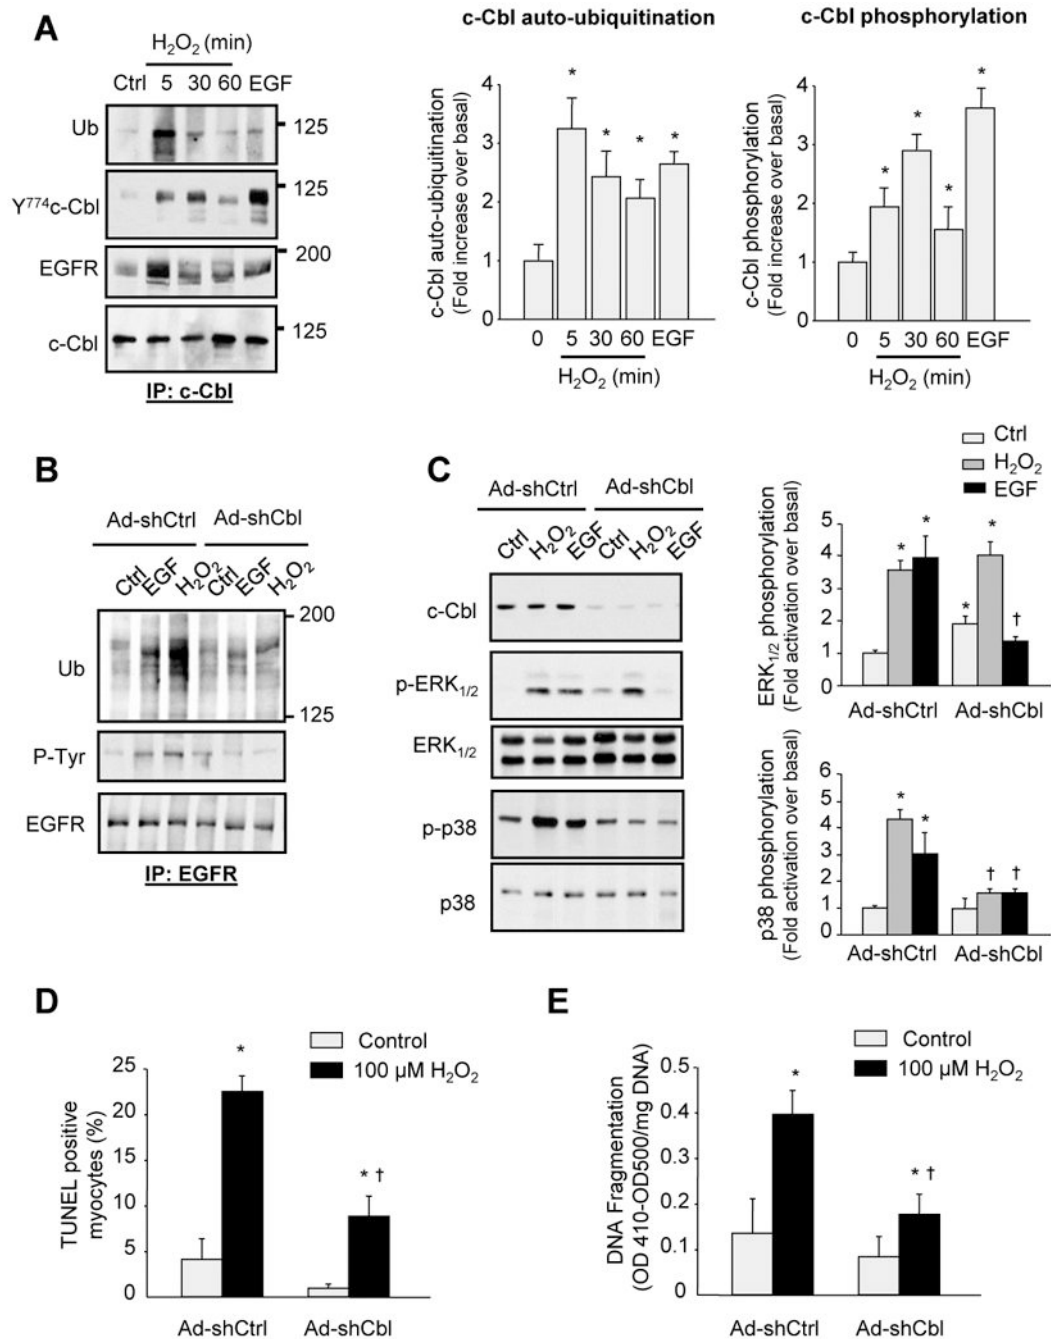 A
H₂O₂ (min)
Ctrl 5 30 60 EGF
Ub
125
Y⁷⁷⁴c-Cbl
125
EGFR
200
c-Cbl
125
IP: c-Cbl
c-Cbl auto-ubiquitination
c-Cbl auto-ubiquitination
(Fold increase over basal)
4
3
2
1
0
* * * *
0 5 30 60 EGF
H₂O₂ (min)
c-Cbl phosphorylation
c-Cbl phosphorylation
(Fold increase over basal)
4
3
2
1
0
* * * *
0 5 30 60 EGF
H₂O₂ (min)
B
Ad-shCtrl Ad-shCbl
Ctrl EGF H₂O₂ Ctrl EGF H₂O₂
Ub
200
125
P-Tyr
EGFR
IP: EGFR
C
Ad-shCtrl Ad-shCbl
Ctrl H₂O₂ EGF Ctrl H₂O₂ EGF
c-Cbl
p-ERK₁/₂
ERK₁/₂
p-p38
p38
Ctrl
H₂O₂
EGF
ERK₁/₂ phosphorylation
(Fold activation over basal)
5
4
3
2
1
0
* * * * †
Ad-shCtrl Ad-shCbl
p38 phosphorylation
(Fold activation over basal)
6
5
4
3
2
1
0
* * † †
Ad-shCtrl Ad-shCbl
D
Control
100 µM H₂O₂
TUNEL positive
myocytes (%)
25
20
15
10
5
0
*
* †
Ad-shCtrl Ad-shCbl
E
Control
100 µM H₂O₂
DNA Fragmentation
(OD 410-OD500/mg DNA)
0.5
0.4
0.3
0.2
0.1
0
*
* †
Ad-shCtrl Ad-shCbl